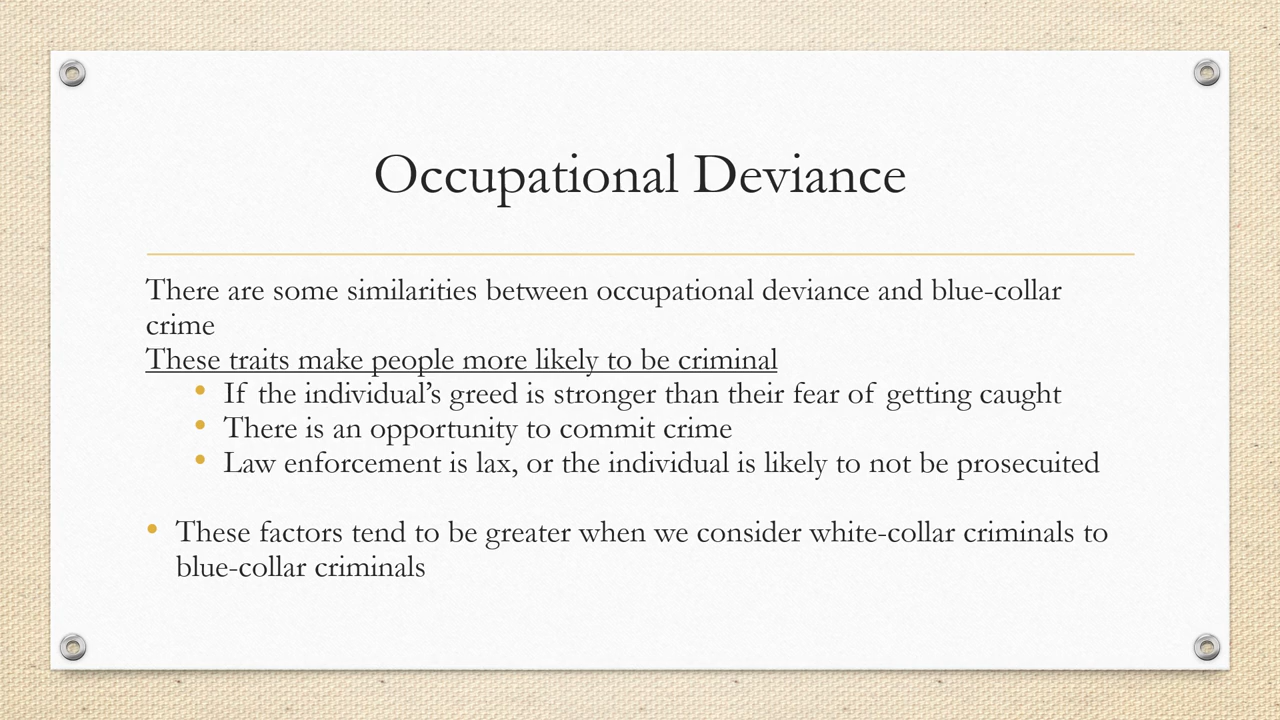 Occupational Deviance
There are some similarities between occupational deviance and blue-collar
crime
These traits make people more likely to be criminal
• If the individual’s greed is stronger than their fear of getting caught
• There is an opportunity to commit crime
• Law enforcement is lax, or the individual is likely to not be prosecuited
• These factors tend to be greater when we consider white-collar criminals to
blue-collar criminals